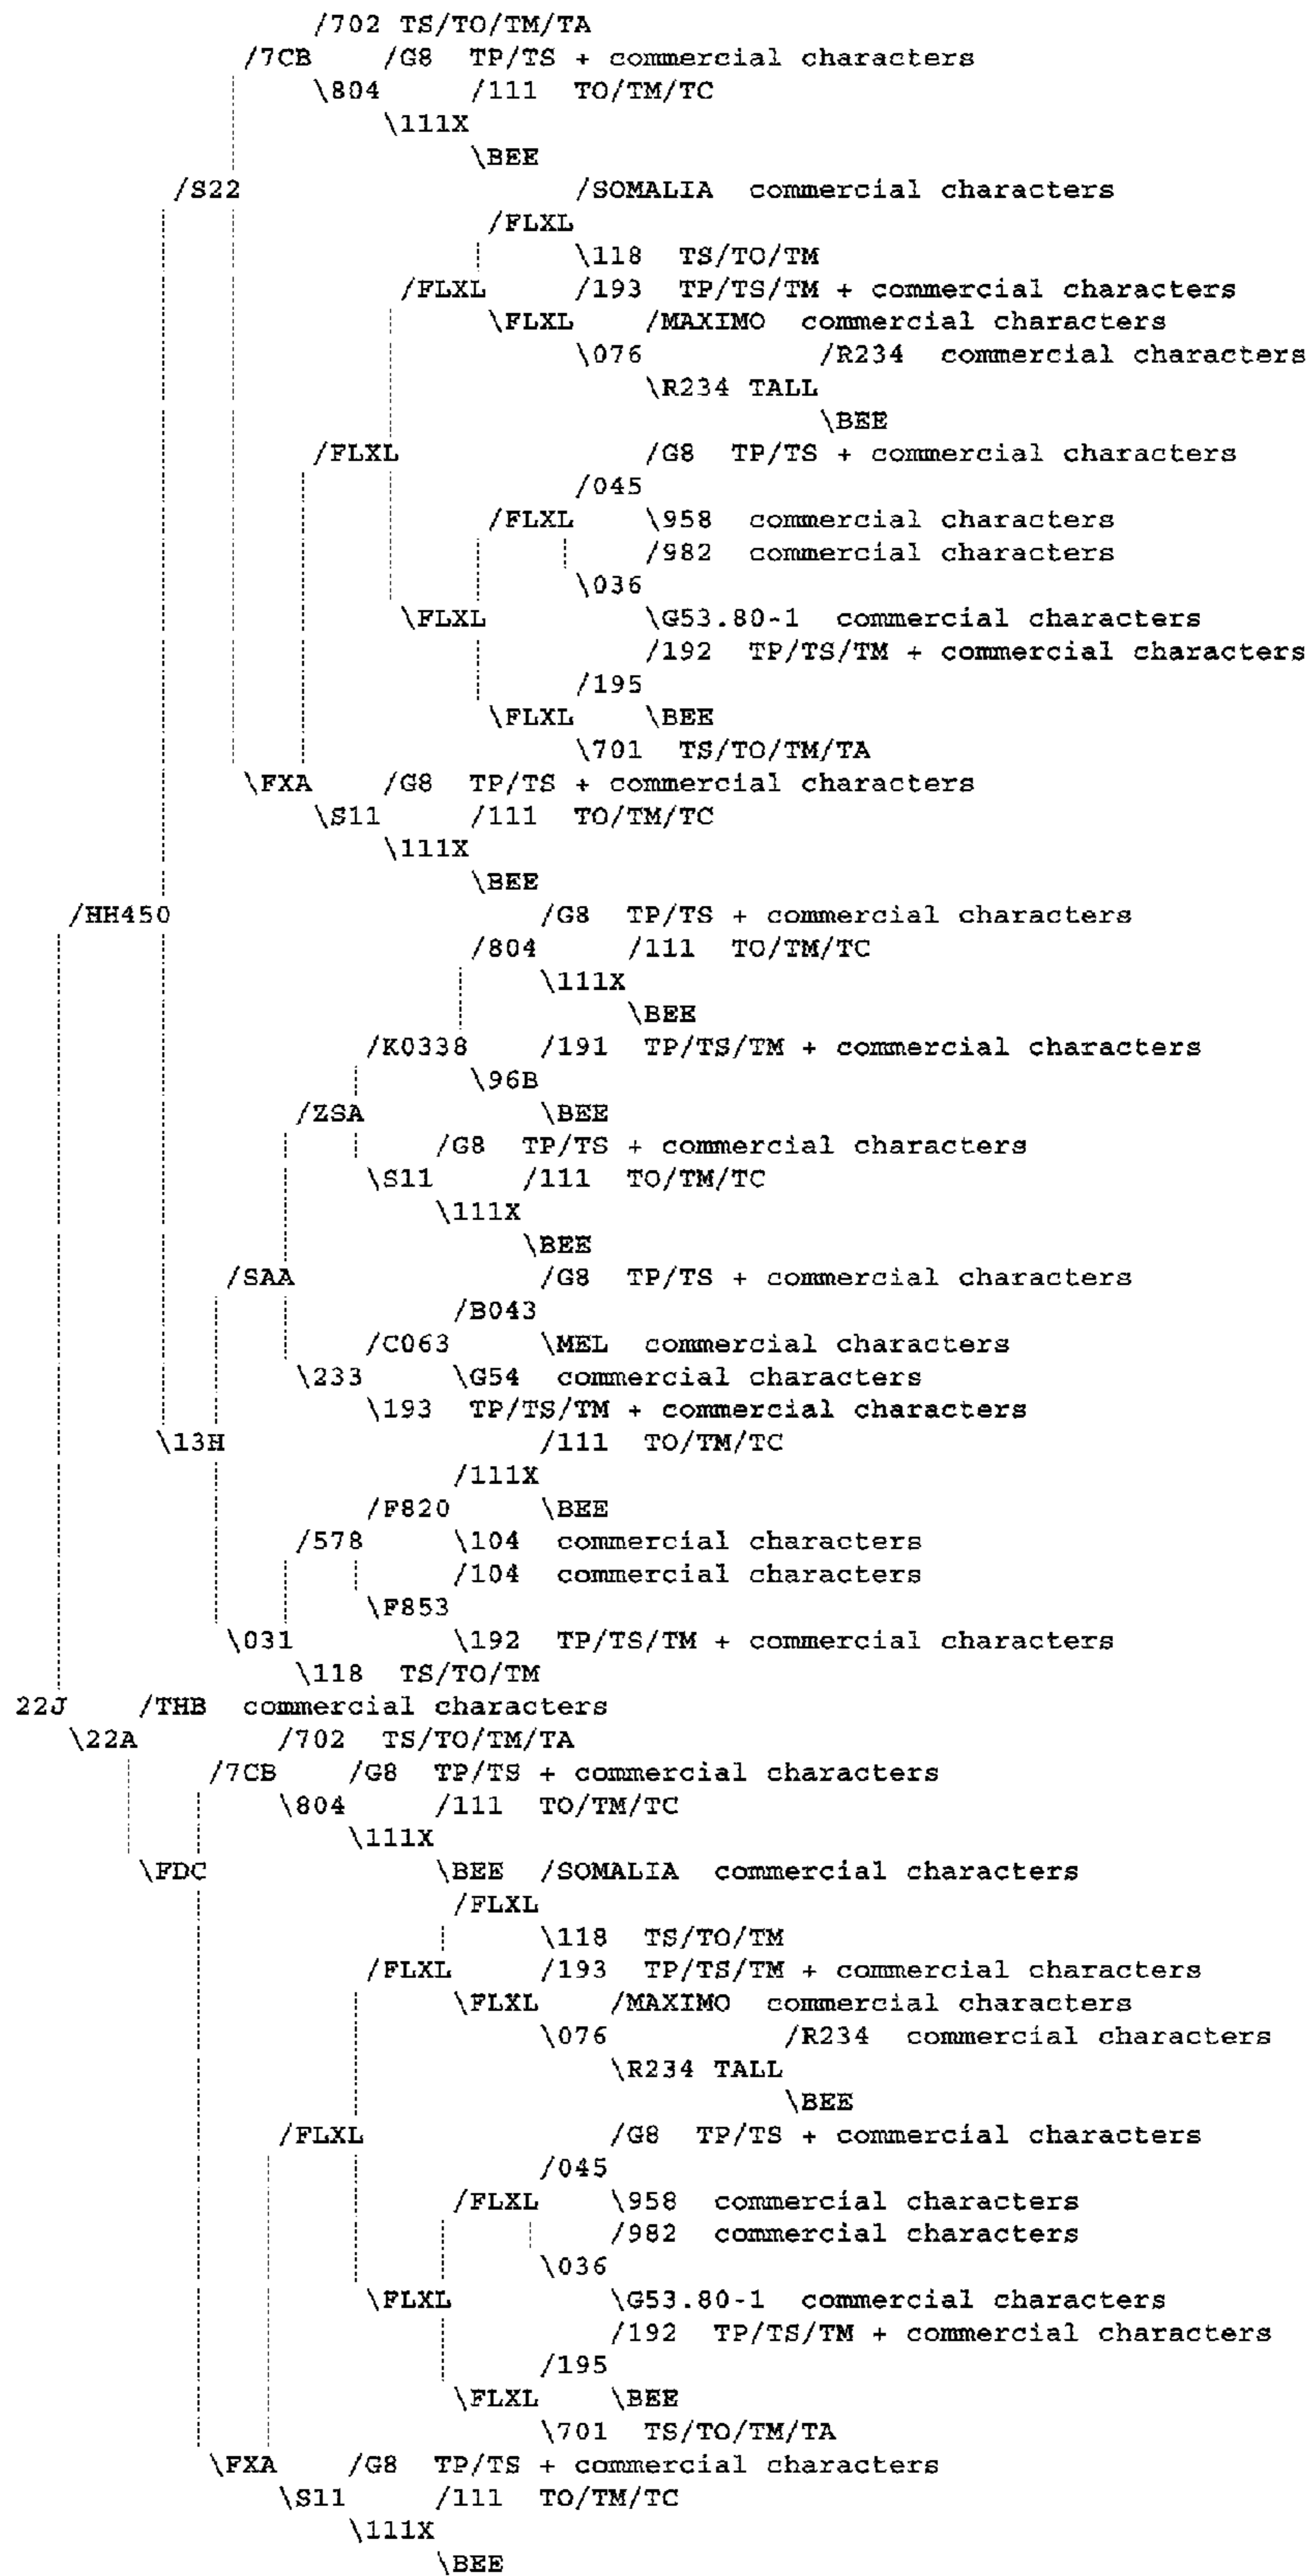 /702 TS/TO/TM/TA
/7CB /G8 TP/TS + commercial characters
\804 /111 TO/TM/TC
\111X
\BEE
/S22 /SOMALIA commercial characters
/FLXL
\118 TS/TO/TM
/FLXL /193 TP/TS/TM + commercial characters
\FLXL /MAXIMO commercial characters
\076 /R234 commercial characters
\R234 TALL
\BEE
/FLXL /G8 TP/TS + commercial characters
/045
/FLXL \958 commercial characters
/982 commercial characters
\036
\FLXL \G53.80-1 commercial characters
/192 TP/TS/TM + commercial characters
/195
\FLXL \BEE
\701 TS/TO/TM/TA
\FXA /G8 TP/TS + commercial characters
\S11 /111 TO/TM/TC
\111X
\BEE
/HH450 /G8 TP/TS + commercial characters
/804 /111 TO/TM/TC
\111X
\BEE
/K0338 /191 TP/TS/TM + commercial characters
\96B
/ZSA \BEE
/G8 TP/TS + commercial characters
\S11 /111 TO/TM/TC
\111X
\BEE
/SAA /G8 TP/TS + commercial characters
/B043
/C063 \MEL commercial characters
\233 \G54 commercial characters
\193 TP/TS/TM + commercial characters
\13H /111 TO/TM/TC
/111X
/F820 \BEE
/578 \104 commercial characters
/104 commercial characters
\F853
\031 \192 TP/TS/TM + commercial characters
\118 TS/TO/TM
22J /THB commercial characters
\22A /702 TS/TO/TM/TA
/7CB /G8 TP/TS + commercial characters
\804 /111 TO/TM/TC
\111X
\FDC \BEE /SOMALIA commercial characters
/FLXL
\118 TS/TO/TM
/FLXL /193 TP/TS/TM + commercial characters
\FLXL /MAXIMO commercial characters
\076 /R234 commercial characters
\R234 TALL
\BEE
/FLXL /G8 TP/TS + commercial characters
/045
/FLXL \958 commercial characters
/982 commercial characters
\036
\FLXL \G53.80-1 commercial characters
/192 TP/TS/TM + commercial characters
/195
\FLXL \BEE
\701 TS/TO/TM/TA
\FXA /G8 TP/TS + commercial characters
\S11 /111 TO/TM/TC
\111X
\BEE